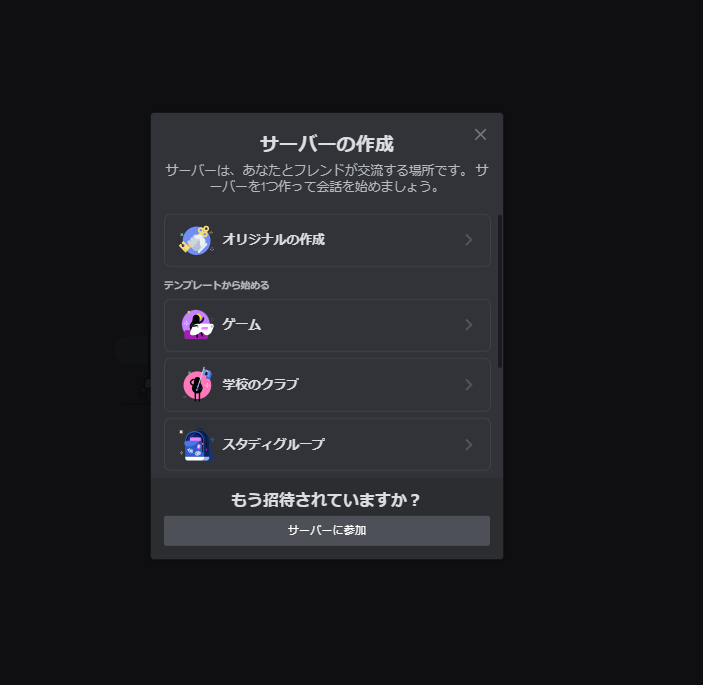 サーバーの作成
サーバーは、あなたとフレンドが交流する場所です。サ
ーバーを1つ作って会話を始めましょう。
オリジナルの作成
テンプレートから始める
ゲーム
学校のクラブ
スタディグループ
もう招待されていますか？
サーバーに参加